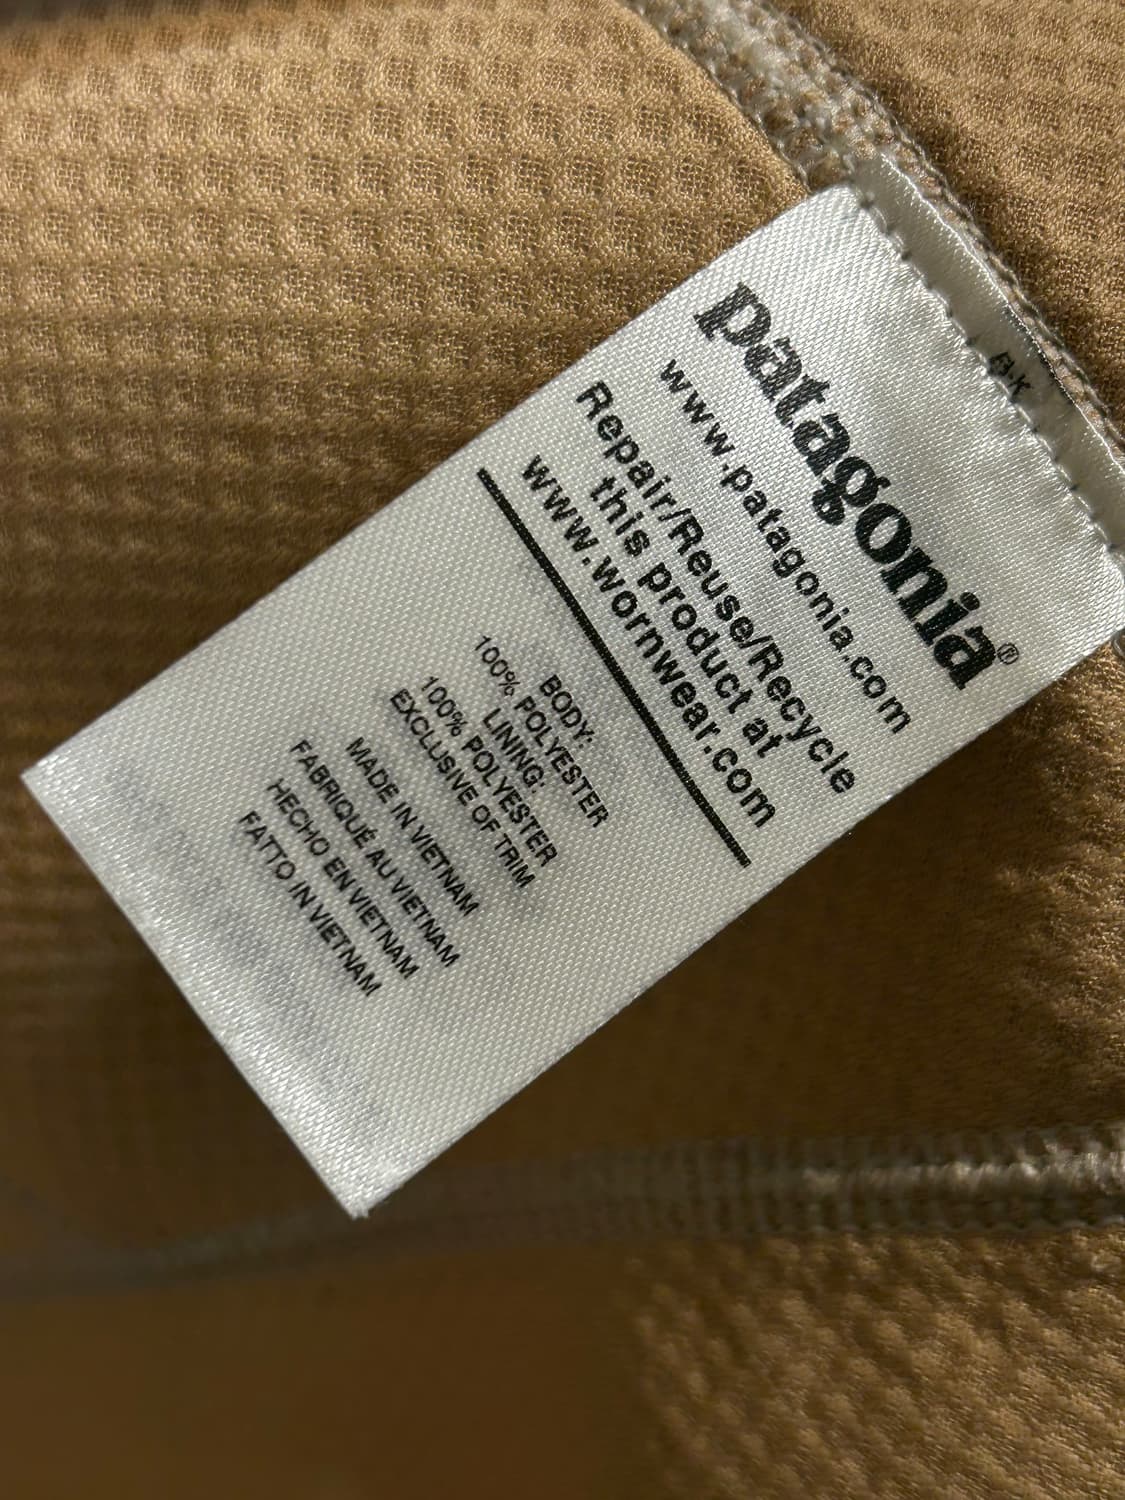 patagonia®
www.patagonia.com
Repair/Reuse/Recycle
this product at
www.wornwear.com
BODY:
100% POLYESTER
LINING:
100% POLYESTER
EXCLUSIVE OF TRIM
MADE IN VIETNAM
FABRIQUÉ AU VIETNAM
HECHO EN VIETNAM
FATTO IN VIETNAM